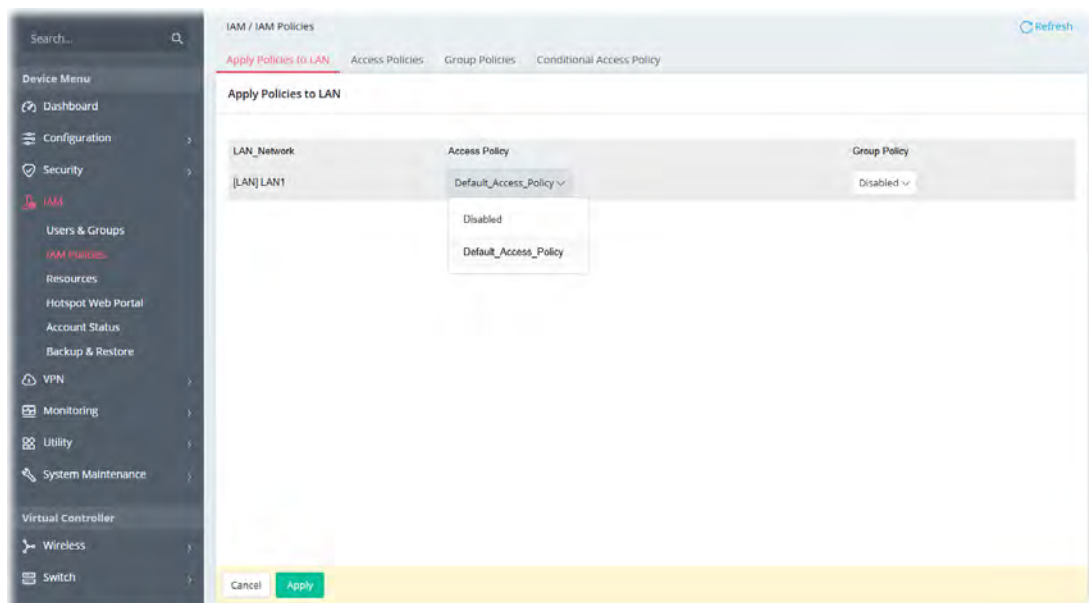 Search...
Device Menu
Dashboard
Configuration
Security
IAM
Users & Groups
IAM Policies
Resources
Hotspot Web Portal
Account Status
Backup & Restore
VPN
Monitoring
Utility
System Maintenance
Virtual Controller
Wireless
Switch
IAM / IAM Policies
Refresh
Apply Policies to LAN Access Policies Group Policies Conditional Access Policy
Apply Policies to LAN
LAN_Network Access Policy Group Policy
[LAN] LAN1 Default_Access_Policy Disabled
Disabled
Default_Access_Policy
Cancel Apply